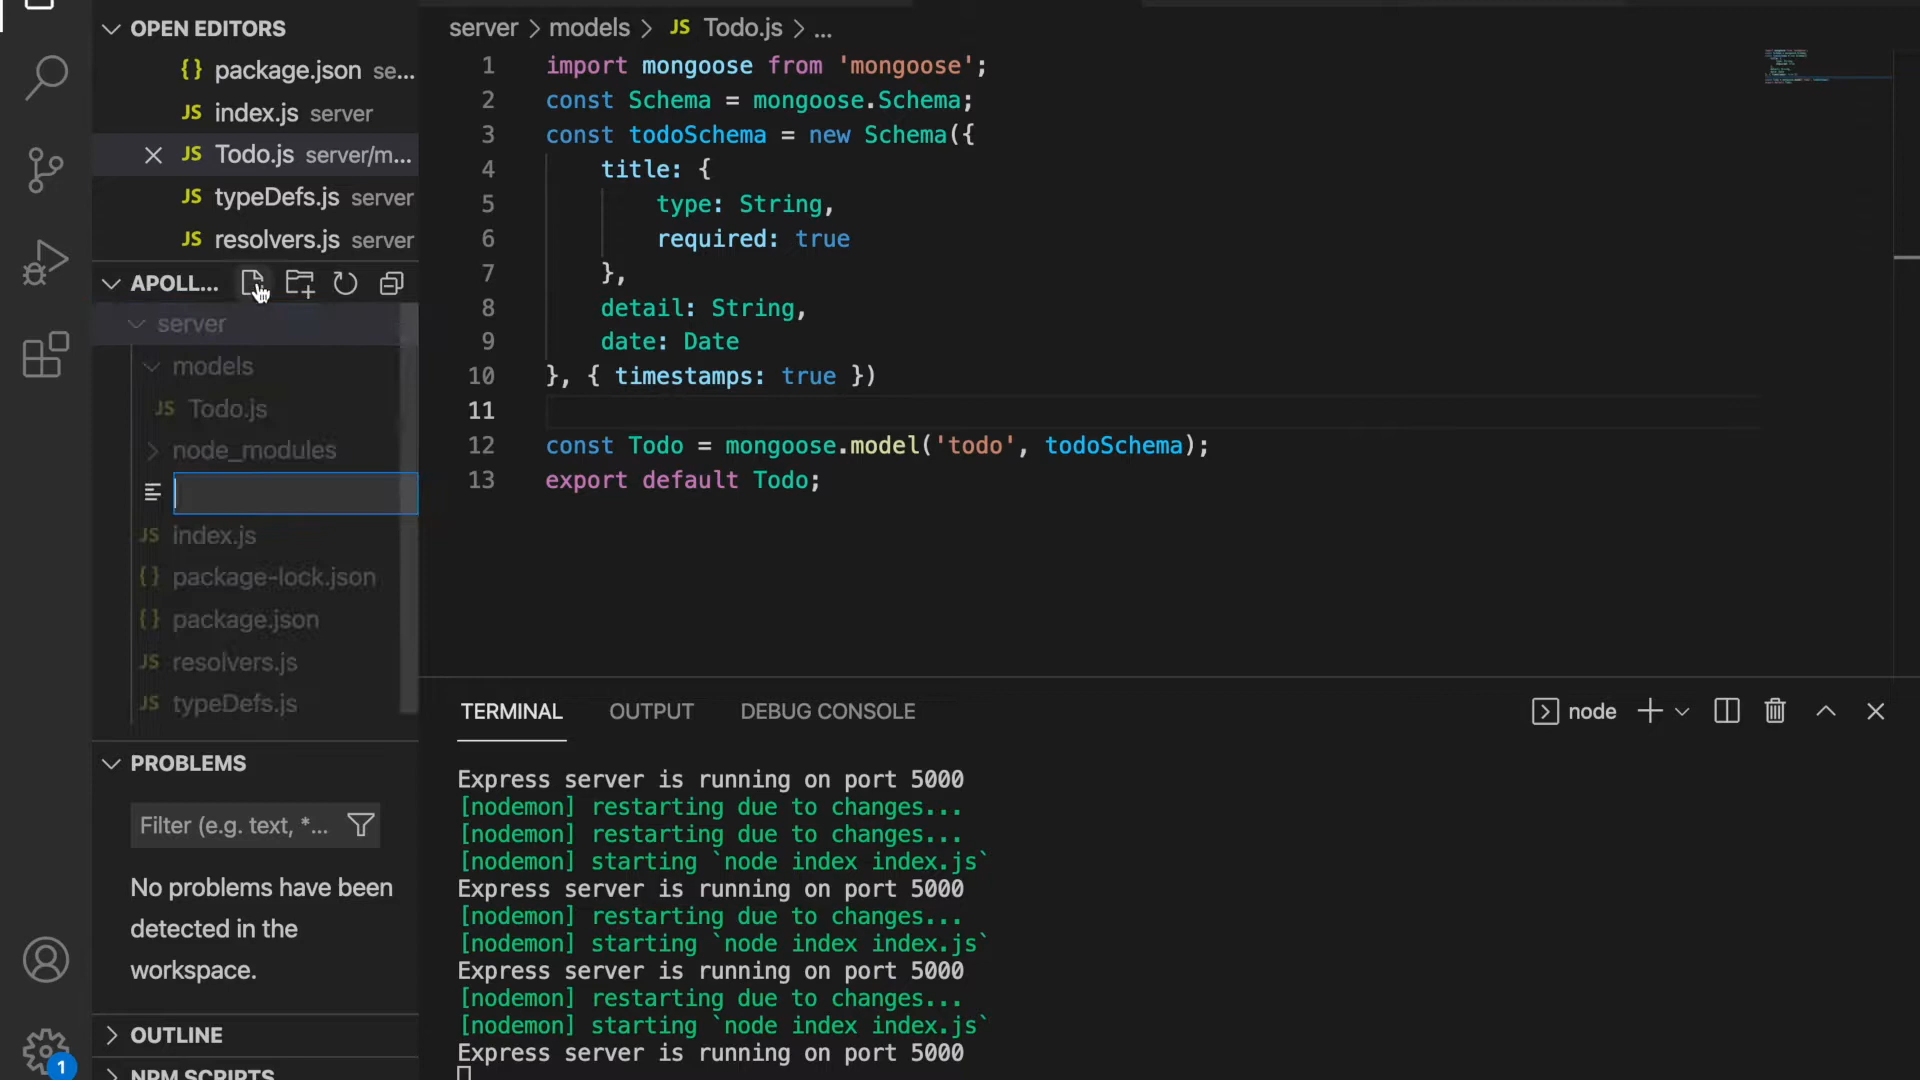 OPEN EDITORS
{} package.json se...
JS index.js server
JS Todo.js server/m...
JS typeDefs.js server
JS resolvers.js server
APOLL...
server
models
JS Todo.js
node_modules
JS index.js
{} package-lock.json
{} package.json
JS resolvers.js
JS typeDefs.js
PROBLEMS
Filter (e.g. text, *...
No problems have been
detected in the
workspace.
OUTLINE
NPM SCRIPTS
1
server > models > JS Todo.js > ...
1 import mongoose from 'mongoose';
2 const Schema = mongoose.Schema;
3 const todoSchema = new Schema({
4 title: {
5 type: String,
6 required: true
7 },
8 detail: String,
9 date: Date
10 }, { timestamps: true })
11
12 const Todo = mongoose.model('todo', todoSchema);
13 export default Todo;
TERMINAL OUTPUT DEBUG CONSOLE node
Express server is running on port 5000
[nodemon] restarting due to changes...
[nodemon] restarting due to changes...
[nodemon] starting `node index index.js`
Express server is running on port 5000
[nodemon] restarting due to changes...
[nodemon] starting `node index index.js`
Express server is running on port 5000
[nodemon] restarting due to changes...
[nodemon] starting `node index index.js`
Express server is running on port 5000